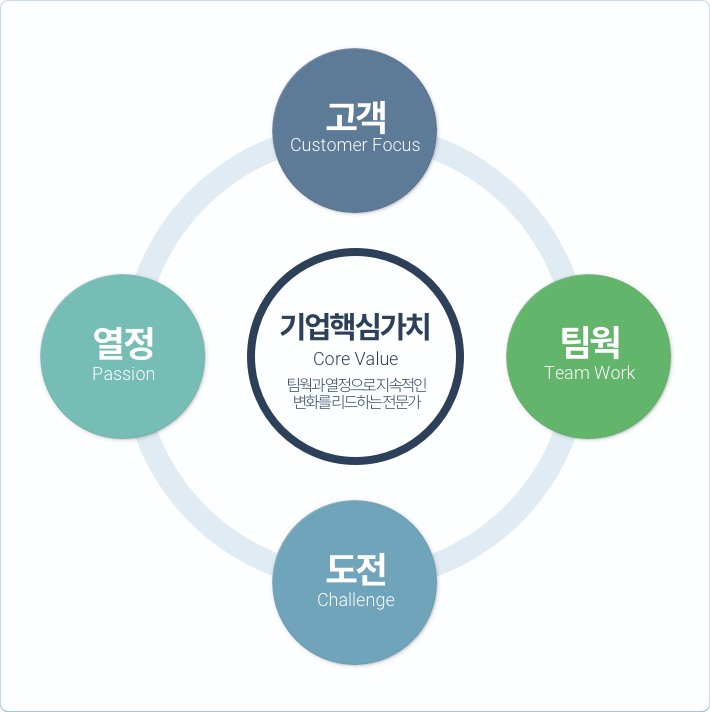 고객
Customer Focus
열정
Passion
기업핵심가치
Core Value
팀웍과 열정으로 지속적인
변화를 리드하는 전문가
팀웍
Team Work
도전
Challenge